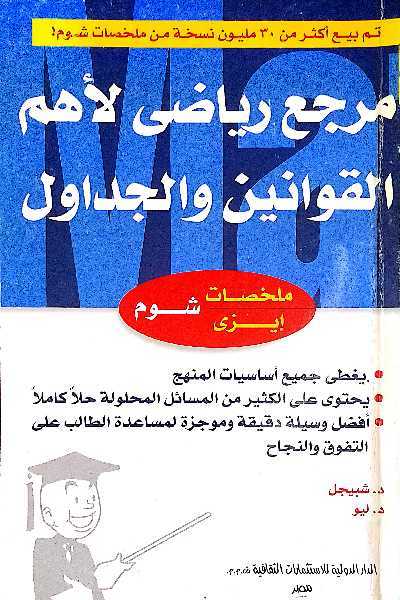 تم بيع أكثر من ٣٠ مليون نسخة من ملخصات شوم!
مرجع رياضى لأهم
القوانين والجداول
ملخصات
إيزى
شوم
يغطى جميع أساسيات المنهج
يحتوى على الكثير من المسائل المحلولة حلاً كاملاً
أفضل وسيلة دقيقة وموجزة لمساعدة الطالب على
التفوق والنجاح
د. شبيجل
د. ليو
الدار الدولية للاستثمارات الثقافية ش.م.م.
مصر